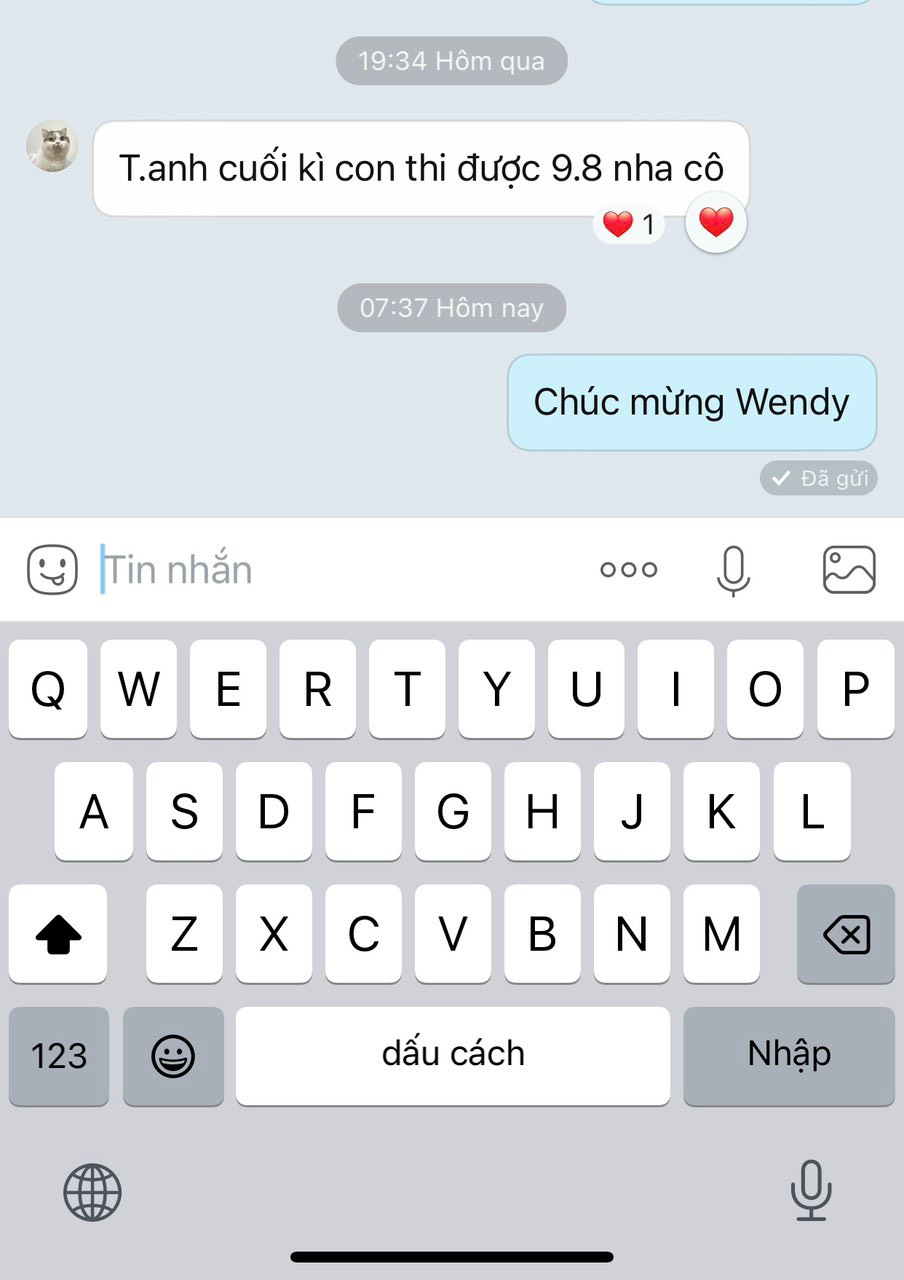 19:34 Hôm qua
T.anh cuối kì con thi được 9.8 nha cô
1
07:37 Hôm nay
Chúc mừng Wendy
Đã gửi
Tin nhắn
Q W E R T Y U I O P
A S D F G H J K L
Z X C V B N M
123 dấu cách Nhập